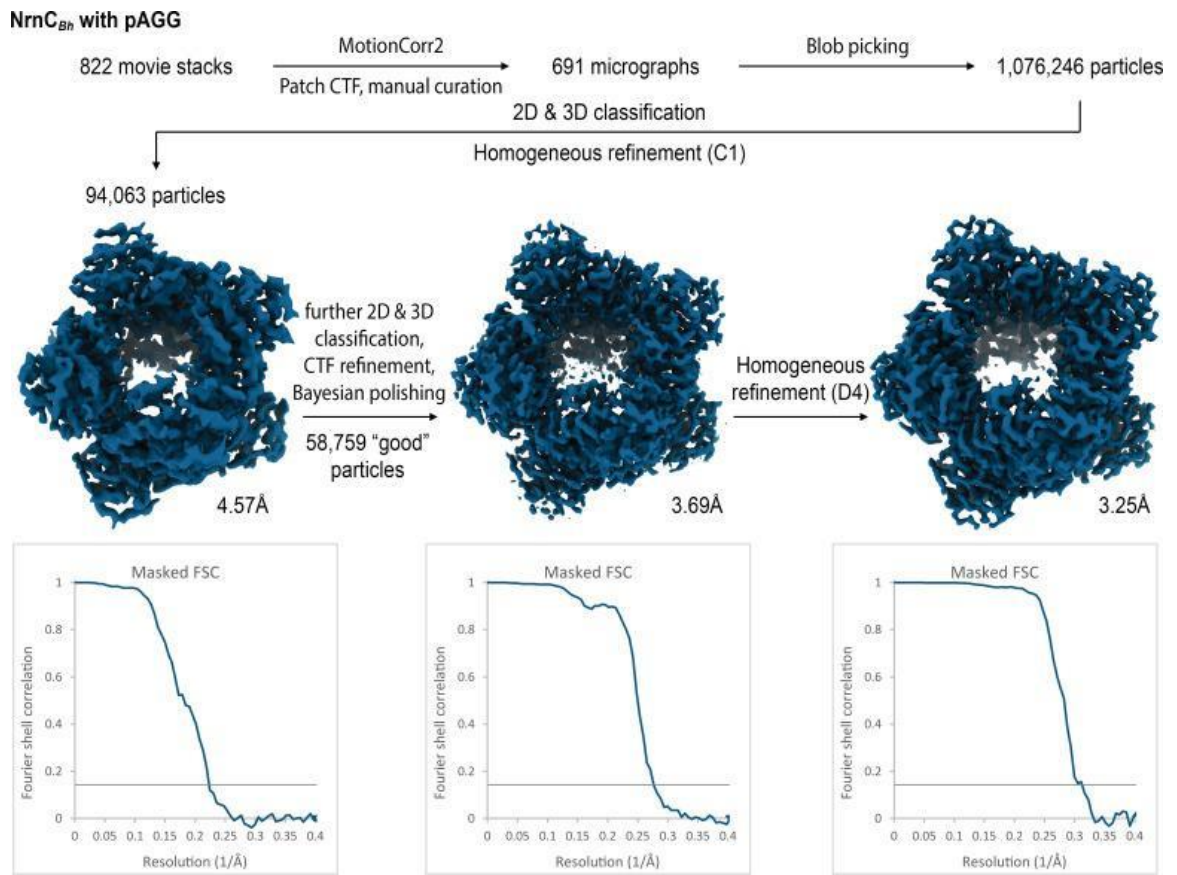 NrnC_Bh with pAGG
822 movie stacks
MotionCorr2
Patch CTF, manual curation
691 micrographs
Blob picking
1,076,246 particles
2D & 3D classification
Homogeneous refinement (C1)
94,063 particles
4.57Å
further 2D & 3D
classification,
CTF refinement,
Bayesian polishing
58,759 “good”
particles
3.69Å
Homogeneous
refinement (D4)
3.25Å
Masked FSC
Fourier shell correlation
1
0.8
0.6
0.4
0.2
0
0 0.05 0.1 0.15 0.2 0.25 0.3 0.35 0.4
Resolution (1/Å)
Masked FSC
Fourier shell correlation
1
0.8
0.6
0.4
0.2
0
0 0.05 0.1 0.15 0.2 0.25 0.3 0.35 0.4
Resolution (1/Å)
Masked FSC
Fourier shell correlation
1
0.8
0.6
0.4
0.2
0
0 0.05 0.1 0.15 0.2 0.25 0.3 0.35 0.4
Resolution (1/Å)